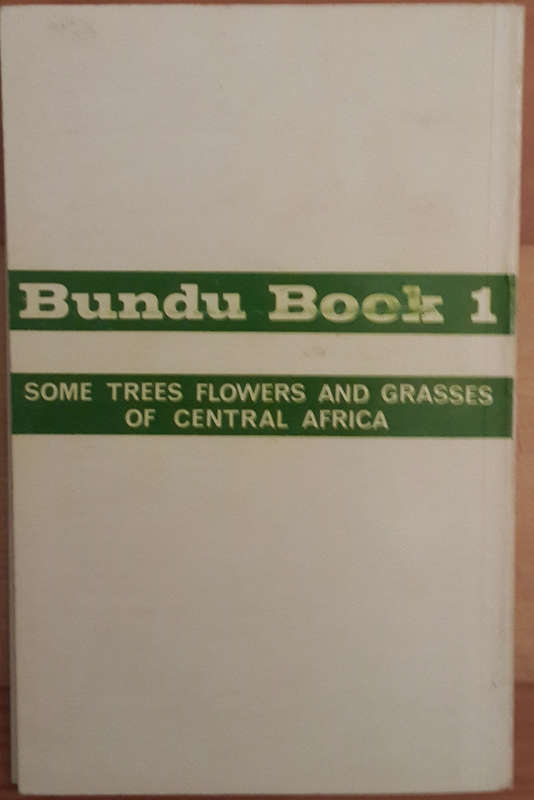 Bundu Book 1
SOME TREES FLOWERS AND GRASSES
OF CENTRAL AFRICA